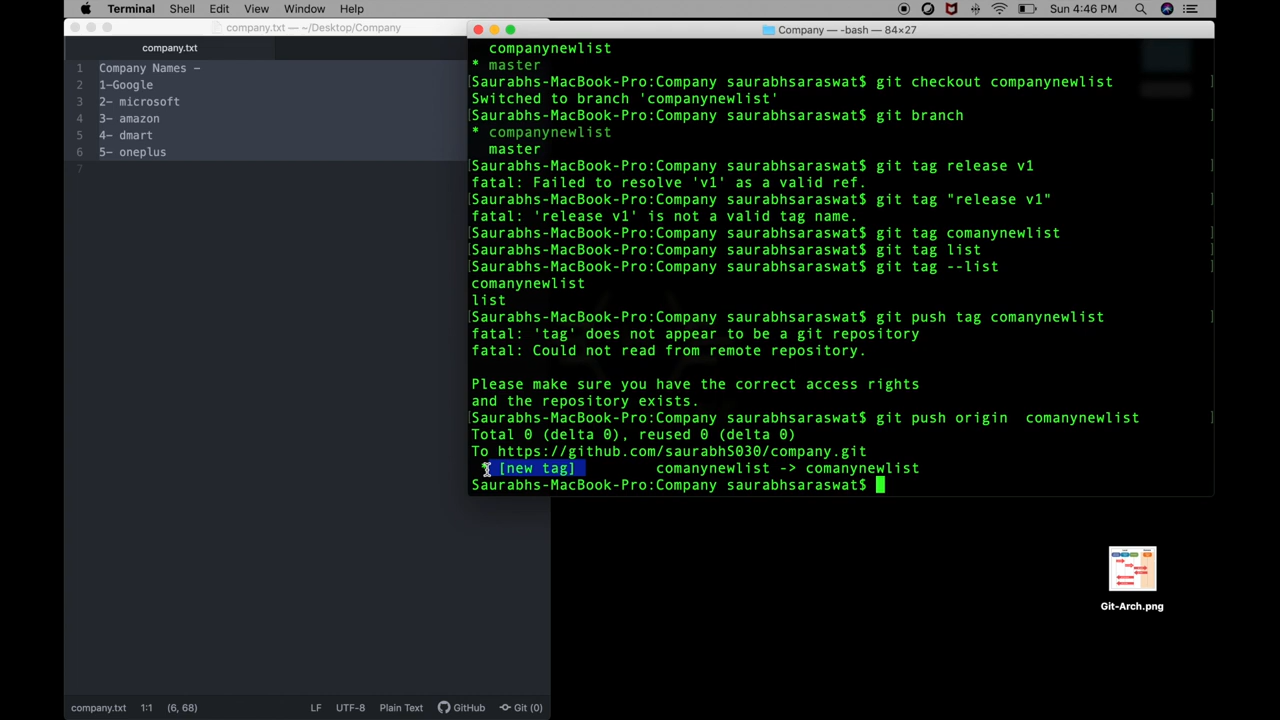 Terminal Shell Edit View Window Help Sun 4:46 PM
company.txt — ~/Desktop/Company
company.txt
1 Company Names -
2 1-Google
3 2- microsoft
4 3- amazon
5 4- dmart
6 5- oneplus
7
Company — -bash — 84×27
companynewlist
* master
Saurabhs-MacBook-Pro:Company saurabhsaraswat$ git checkout companynewlist
Switched to branch 'companynewlist'
Saurabhs-MacBook-Pro:Company saurabhsaraswat$ git branch
* companynewlist
master
Saurabhs-MacBook-Pro:Company saurabhsaraswat$ git tag release v1
fatal: Failed to resolve 'v1' as a valid ref.
Saurabhs-MacBook-Pro:Company saurabhsaraswat$ git tag "release v1"
fatal: 'release v1' is not a valid tag name.
Saurabhs-MacBook-Pro:Company saurabhsaraswat$ git tag comanynewlist
Saurabhs-MacBook-Pro:Company saurabhsaraswat$ git tag list
Saurabhs-MacBook-Pro:Company saurabhsaraswat$ git tag --list
comanynewlist
list
Saurabhs-MacBook-Pro:Company saurabhsaraswat$ git push tag comanynewlist
fatal: 'tag' does not appear to be a git repository
fatal: Could not read from remote repository.
Please make sure you have the correct access rights
and the repository exists.
Saurabhs-MacBook-Pro:Company saurabhsaraswat$ git push origin  comanynewlist
Total 0 (delta 0), reused 0 (delta 0)
To https://github.com/saurabh5030/company.git
* [new tag] comanynewlist -> comanynewlist
Saurabhs-MacBook-Pro:Company saurabhsaraswat$
Git-Arch.png
company.txt 1:1 (6, 68) LF UTF-8 Plain Text GitHub Git (0)